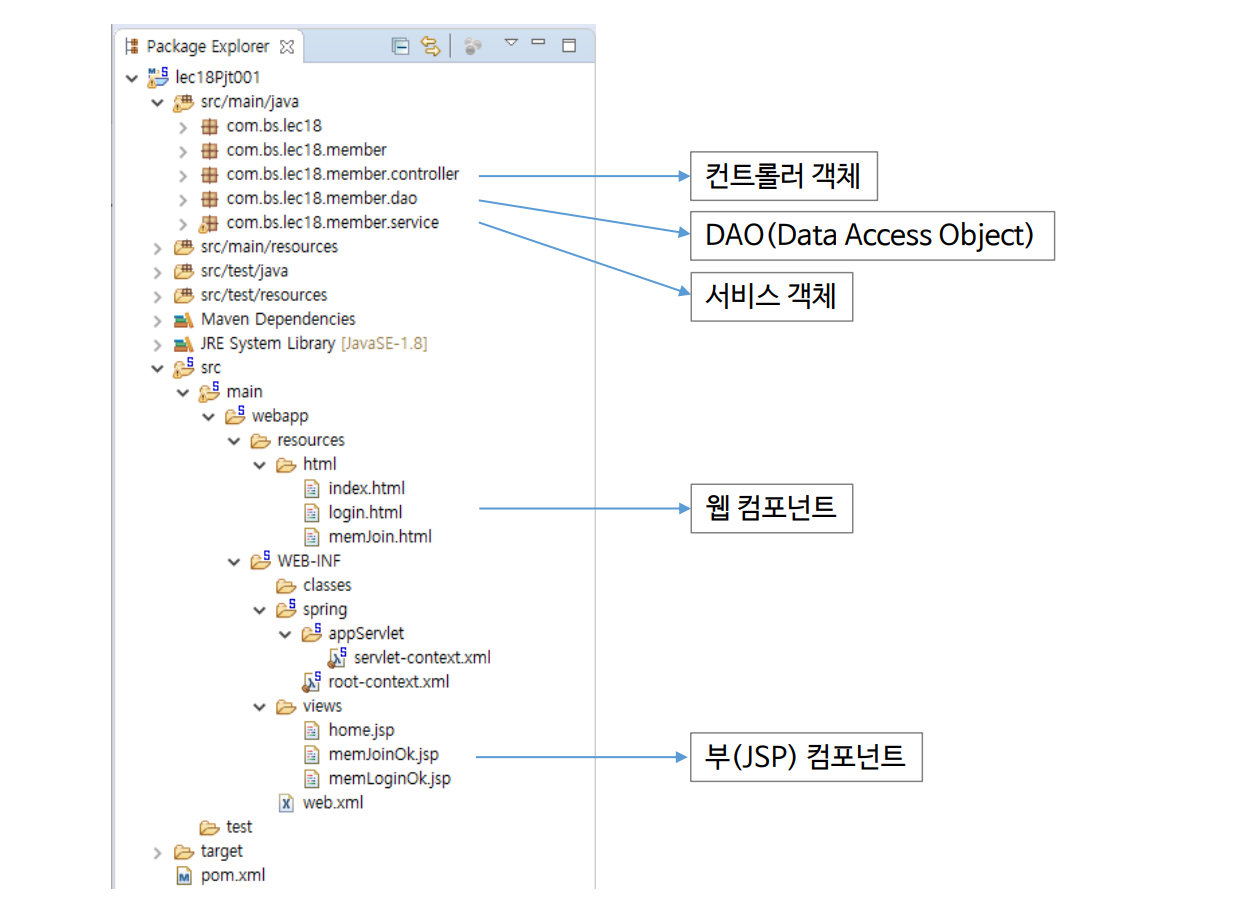 Package Explorer
lec18Pjt001
src/main/java
com.bs.lec18
com.bs.lec18.member
com.bs.lec18.member.controller
컨트롤러 객체
com.bs.lec18.member.dao
DAO(Data Access Object)
com.bs.lec18.member.service
서비스 객체
src/main/resources
src/test/java
src/test/resources
Maven Dependencies
JRE System Library [JavaSE-1.8]
src
main
webapp
resources
html
index.html
login.html
웹 컴포넌트
memJoin.html
WEB-INF
classes
spring
appServlet
servlet-context.xml
root-context.xml
views
home.jsp
memJoinOk.jsp
부(JSP) 컴포넌트
memLoginOk.jsp
web.xml
test
target
pom.xml